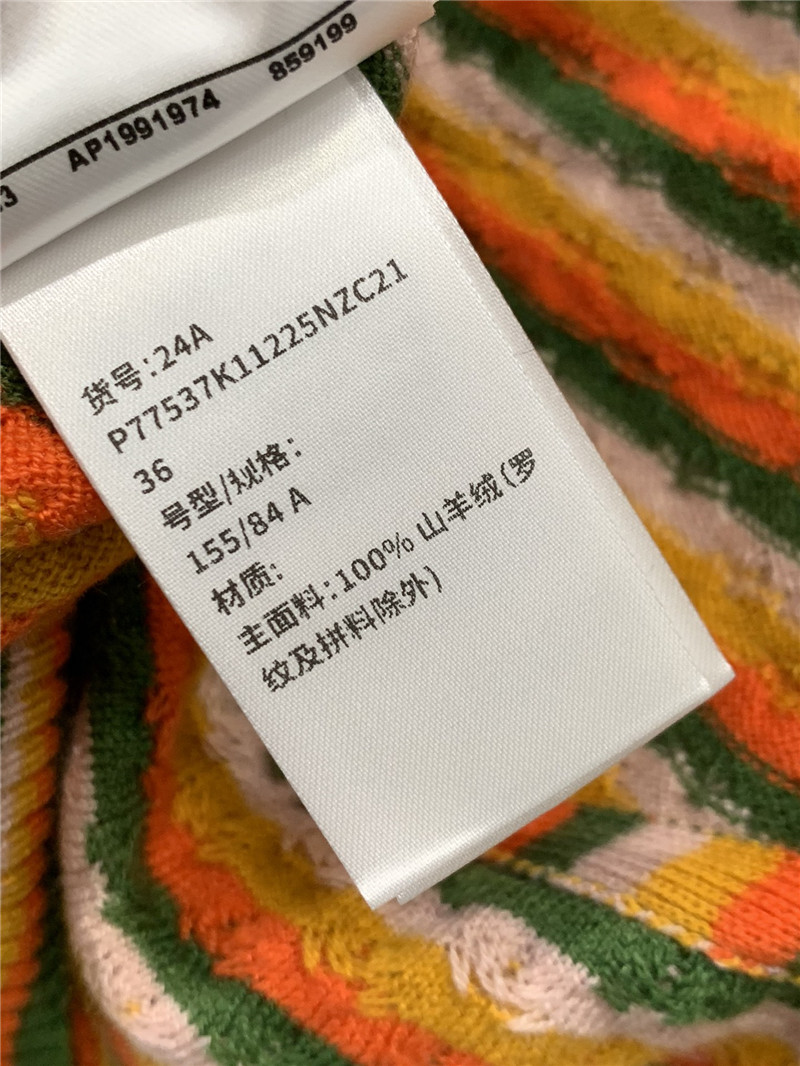 .3 AP1991974 859199
货号:24A
P77537K11225NZC21
36
号型/规格:
155/84 A
材质:
主面料:100% 山羊绒(罗
纹及拼料除外)